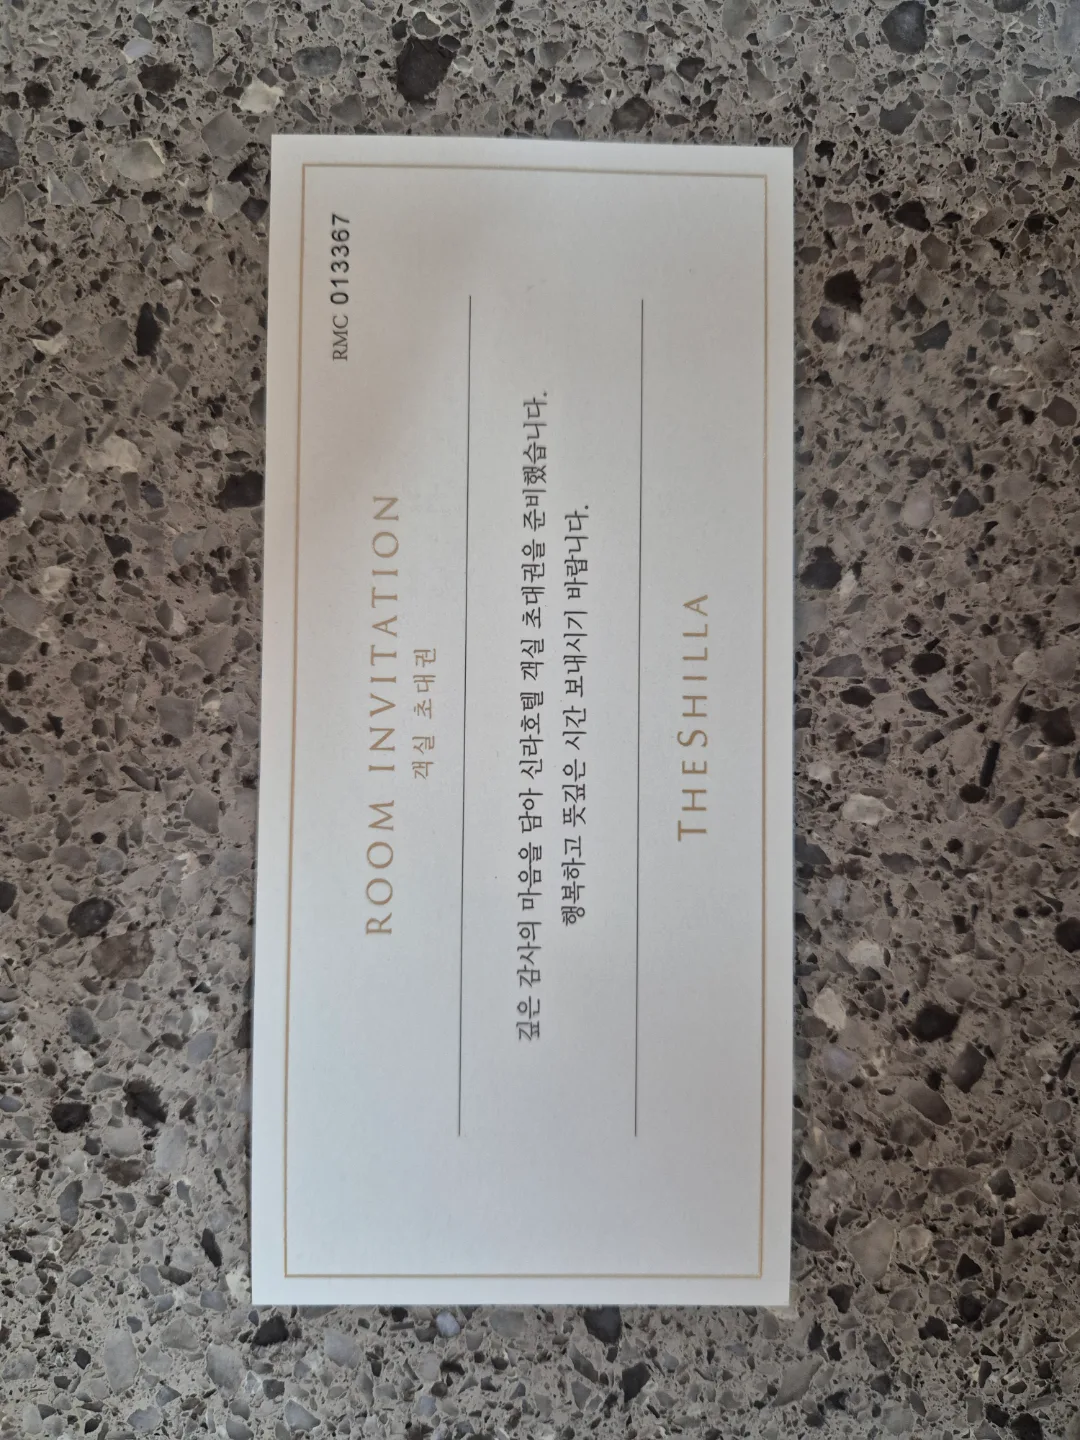 RMC 013367
ROOM INVITATION
객실 초대권
깊은 감사의 마음을 담아 신라호텔 객실 초대권을 준비했습니다.
행복하고 뜻깊은 시간 보내시기 바랍니다.
THE SHILLA